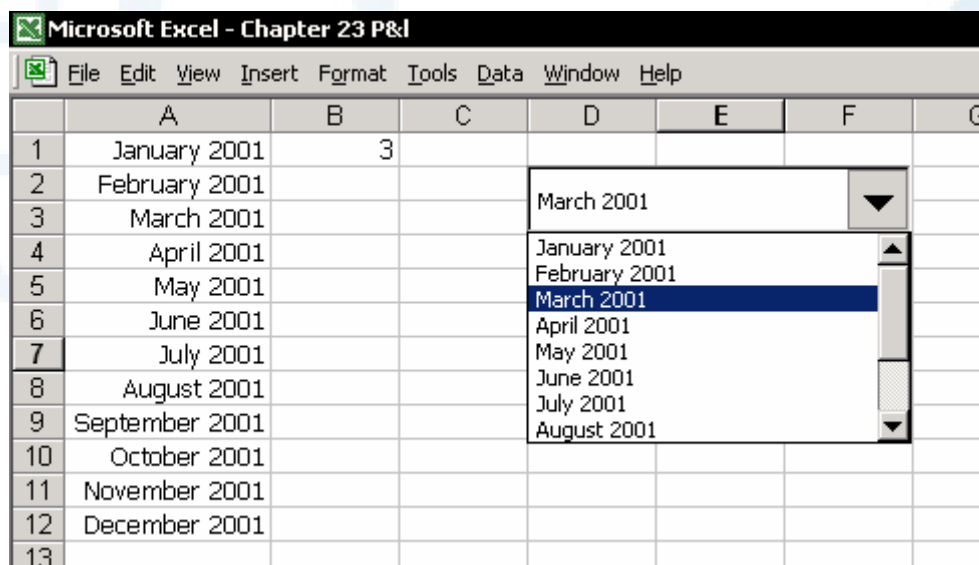 Microsoft Excel - Chapter 23 P&l
File Edit View Insert Format Tools Data Window Help
A B C D E F G
1 January 2001 3
2 February 2001
3 March 2001
4 April 2001
5 May 2001
6 June 2001
7 July 2001
8 August 2001
9 September 2001
10 October 2001
11 November 2001
12 December 2001
13
March 2001
January 2001
February 2001
March 2001
April 2001
May 2001
June 2001
July 2001
August 2001